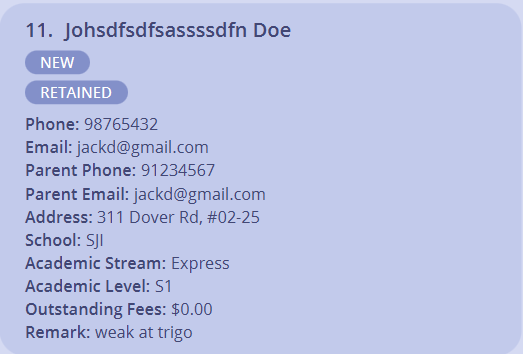 11. Johsdfsdfsassssdfn Doe
NEW
RETAINED
Phone: 98765432
Email: jackd@gmail.com
Parent Phone: 91234567
Parent Email: jackd@gmail.com
Address: 311 Dover Rd, #02-25
School: SJI
Academic Stream: Express
Academic Level: S1
Outstanding Fees: $0.00
Remark: weak at trigo